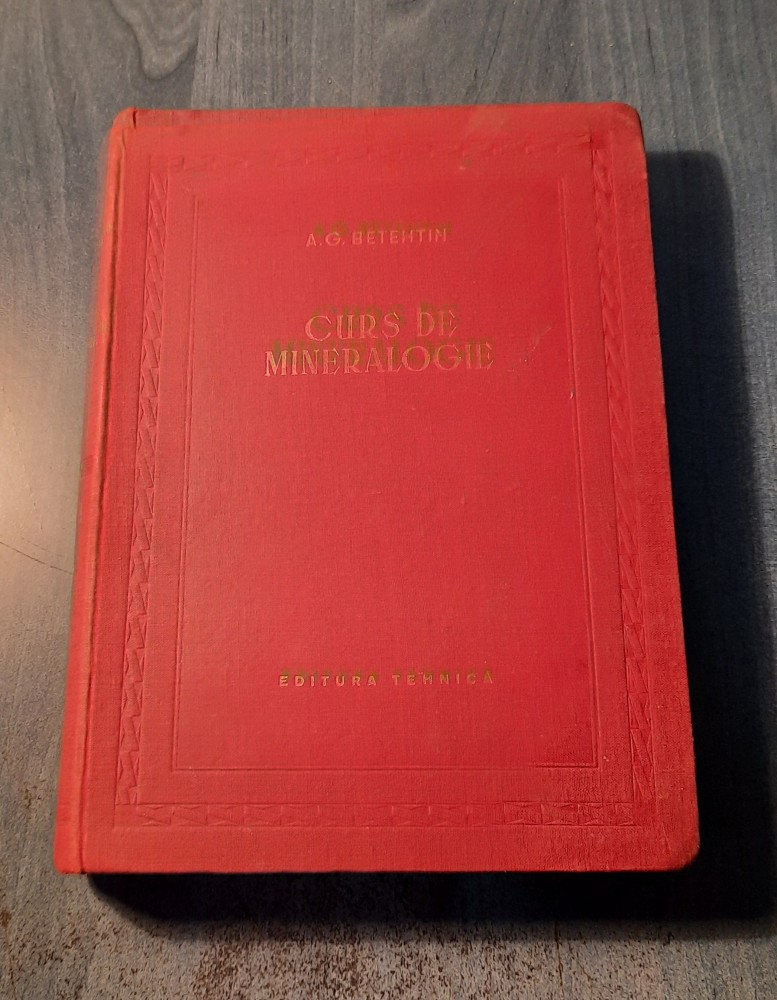 A.G. BETEHTIN
CURS DE
MINERALOGIE
EDITURA TEHNICĂ